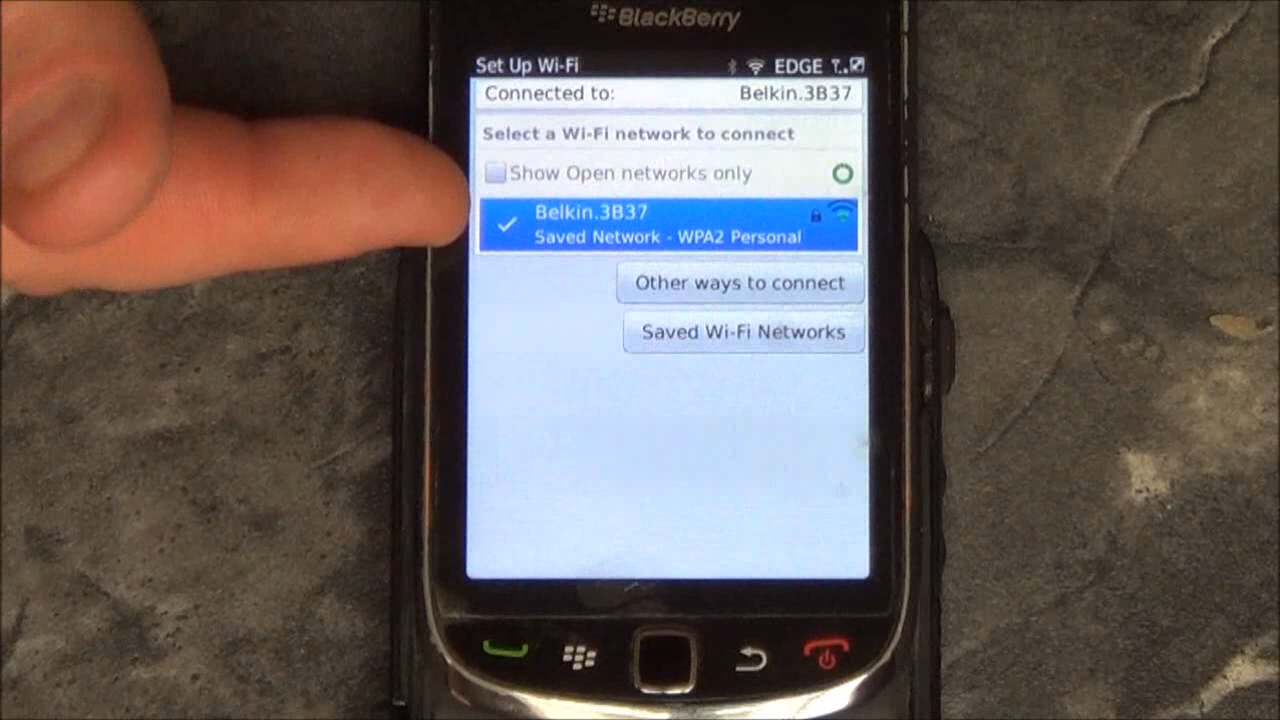 BlackBerry
Set Up Wi-Fi EDGE
Connected to: Belkin.3B37
Select a Wi-Fi network to connect
Show Open networks only
Belkin.3B37
Saved Network - WPA2 Personal
Other ways to connect
Saved Wi-Fi Networks